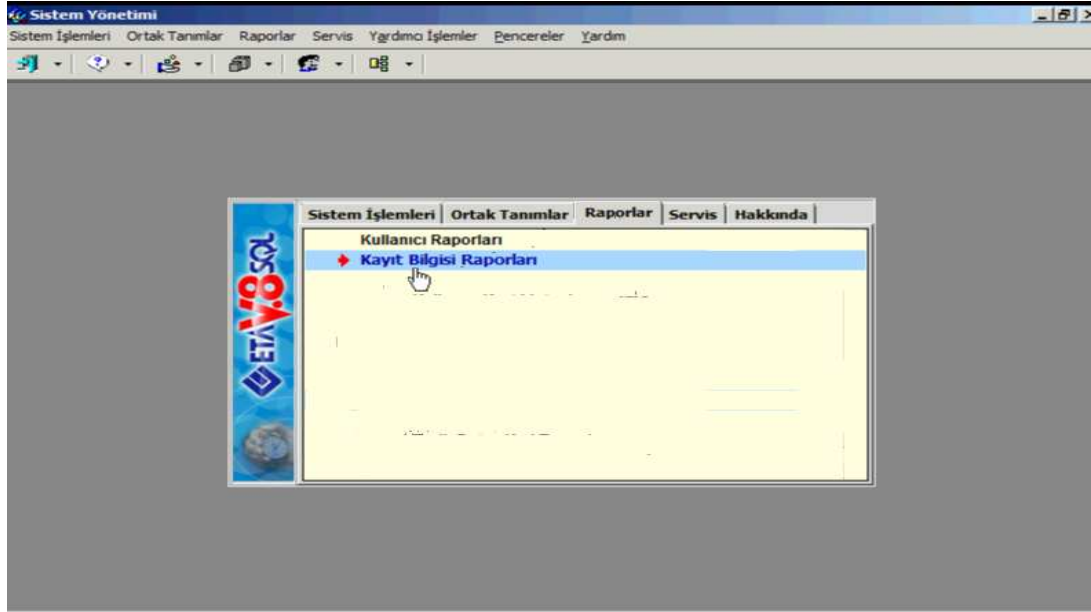 Sistem Yönetimi
Sistem İşlemleri Ortak Tanımlar Raporlar Servis Yardımcı İşlemler Pencereler Yardım
Sistem İşlemleri Ortak Tanımlar Raporlar Servis Hakkında
Kullanıcı Raporları
Kayıt Bilgisi Raporları
ETA V.8 SQL